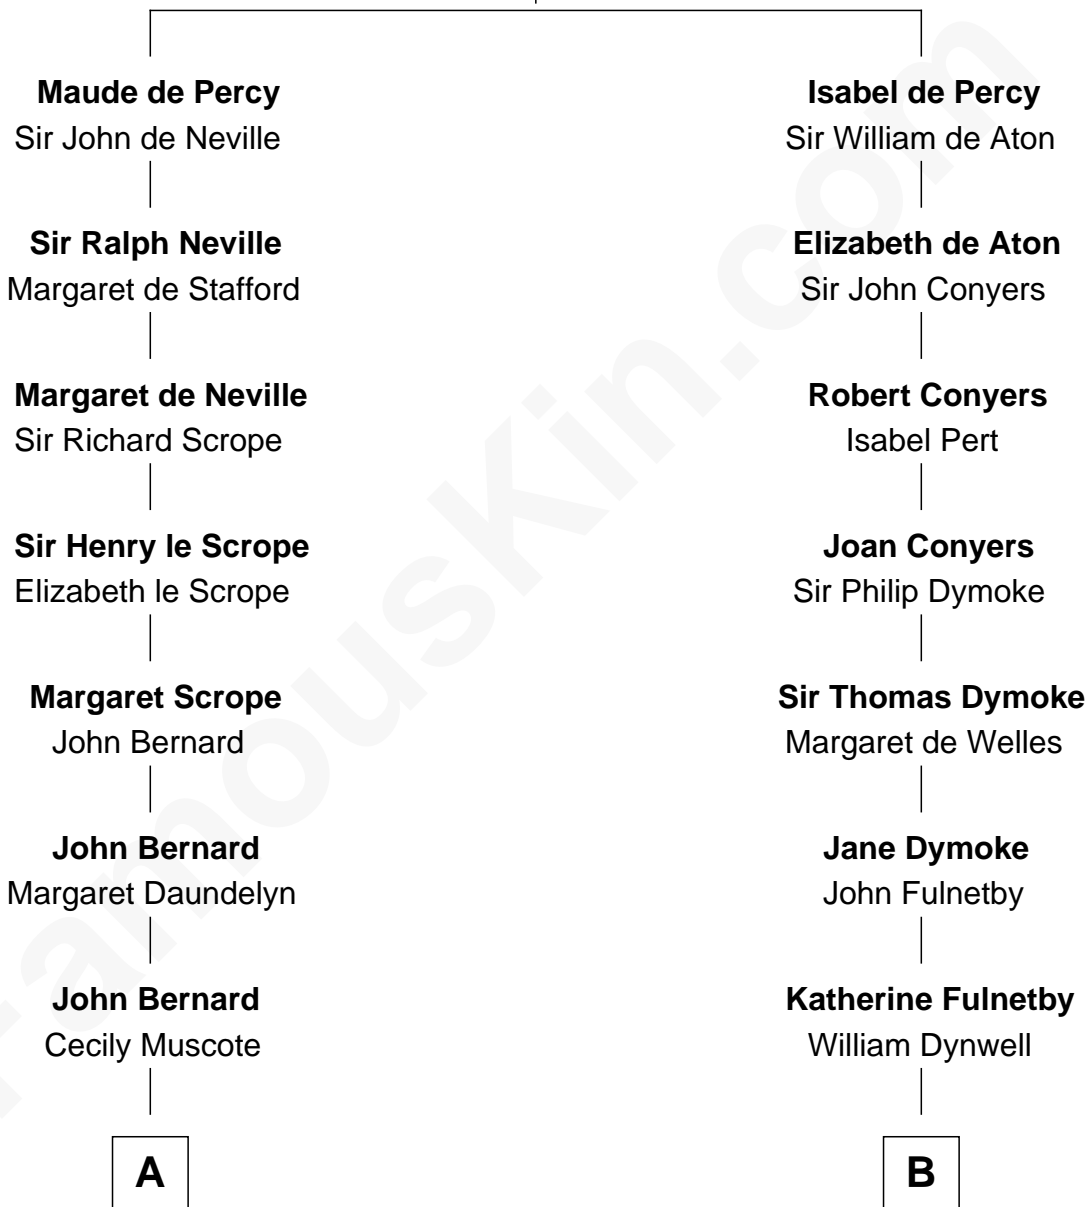 Maude de Percy
Sir John de Neville
Isabel de Percy
Sir William de Aton
Sir Ralph Neville
Margaret de Stafford
Elizabeth de Aton
Sir John Conyers
Margaret de Neville
Sir Richard Scrope
Robert Conyers
Isabel Pert
Sir Henry le Scrope
Elizabeth le Scrope
Joan Conyers
Sir Philip Dymoke
Margaret Scrope
John Bernard
Sir Thomas Dymoke
Margaret de Welles
John Bernard
Margaret Daundelyn
Jane Dymoke
John Fulnetby
John Bernard
Cecily Muscote
Katherine Fulnetby
William Dynwell
A
B
FamousKin.com